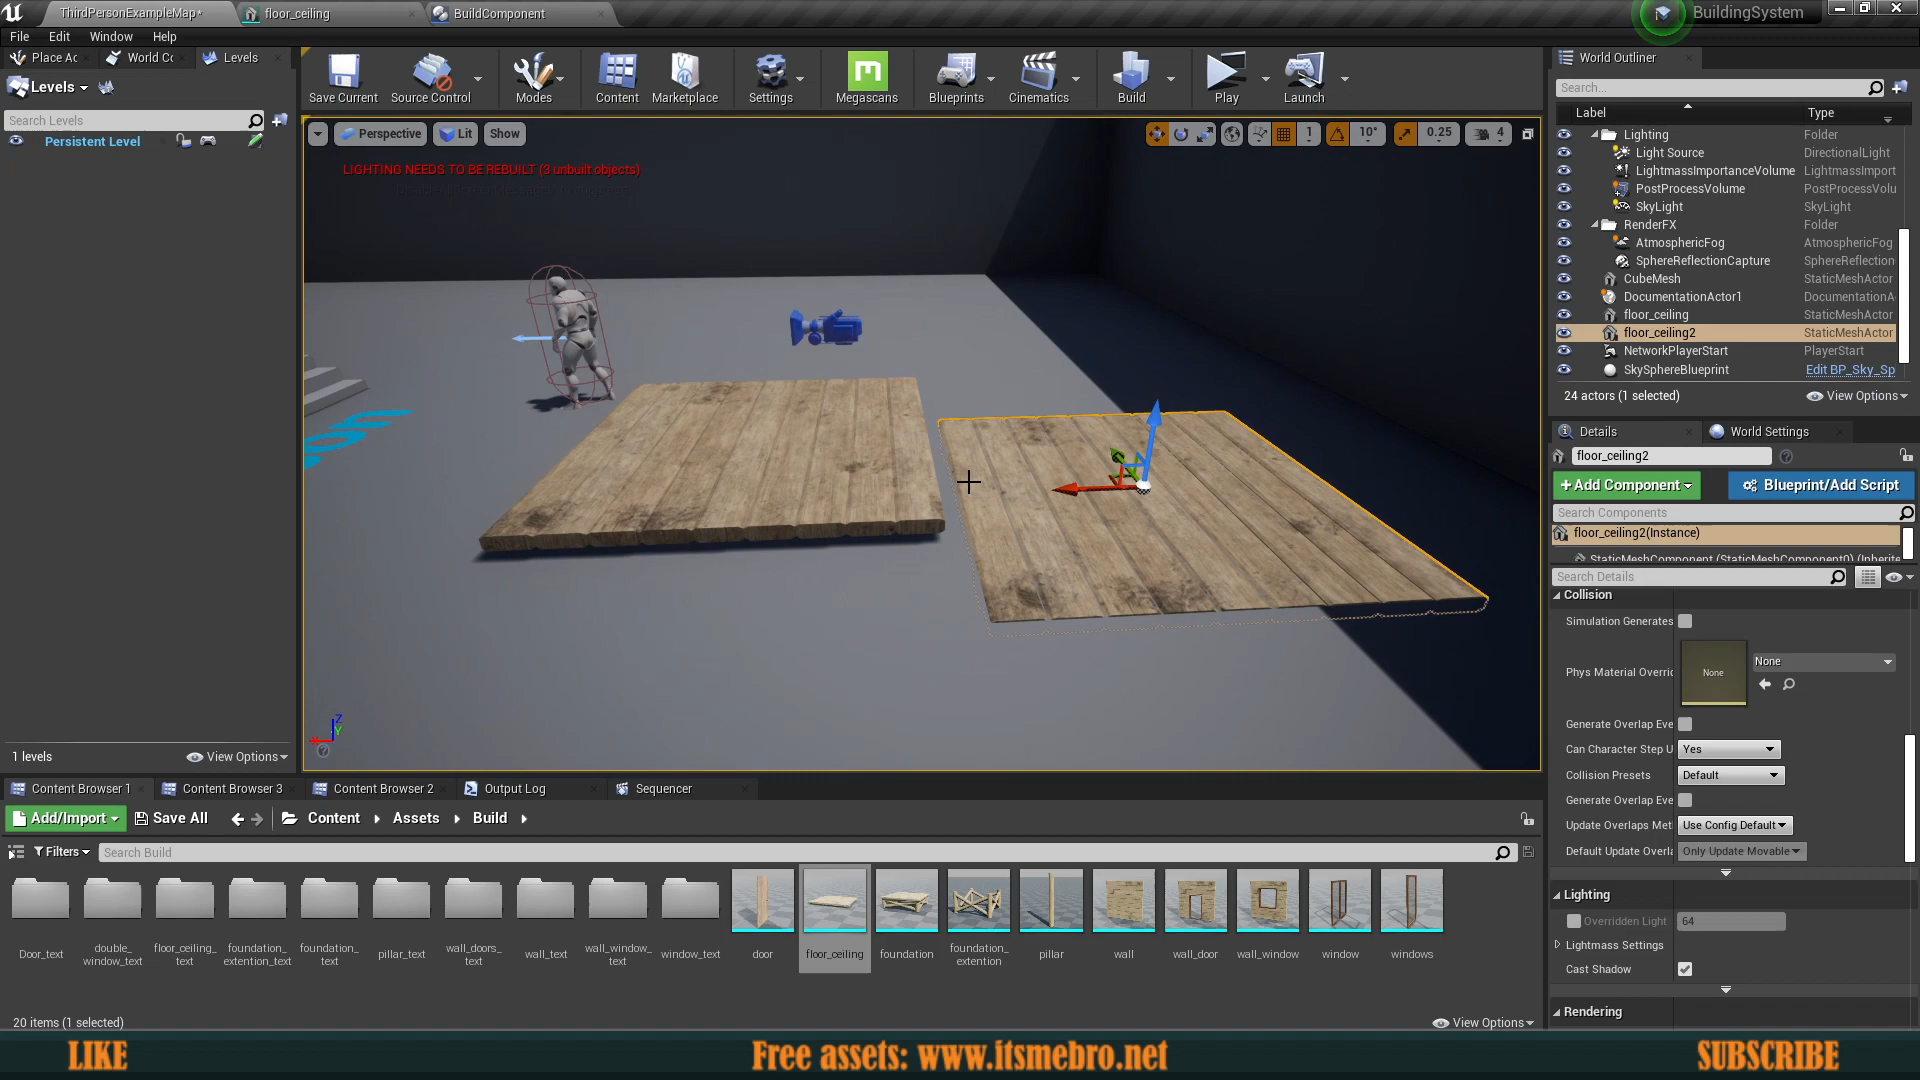 ThirdPersonExampleMap*
floor_ceiling
BuildComponent
BuildingSystem
File
Edit
Window
Help
Place Ac
World Co
Levels
World Outliner
Levels
Save Current
Source Control
Modes
Content
Marketplace
Settings
Megascans
Blueprints
Cinematics
Build
Play
Launch
Search...
Label
Type
Search Levels
Persistent Level
Perspective
Lit
Show
1
10°
0.25
4
LIGHTING NEEDS TO BE REBUILT (3 unbuilt objects)
Lighting
Folder
Light Source
DirectionalLight
LightmassImportanceVolume
LightmassImport
PostProcessVolume
PostProcessVolu
SkyLight
SkyLight
RenderFX
Folder
AtmosphericFog
AtmosphericFog
SphereReflectionCapture
SphereReflection
CubeMesh
StaticMeshActor
DocumentationActor1
DocumentationA
floor_ceiling
StaticMeshActor
floor_ceiling2
StaticMeshActor
NetworkPlayerStart
PlayerStart
SkySphereBlueprint
Edit BP_Sky_Sp
24 actors (1 selected)
View Options
Details
World Settings
floor_ceiling2
+Add Component
Blueprint/Add Script
Search Components
floor_ceiling2(Instance)
StaticMeshComponent (StaticMeshComponent0) (Inherite
Search Details
Collision
Simulation Generates
Phys Material Overri
None
None
Generate Overlap Eve
Can Character Step U
Yes
Collision Presets
Default
Generate Overlap Eve
Update Overlaps Met
Use Config Default
Default Update Overla
Only Update Movable
Lighting
Overridden Light
64
Lightmass Settings
Cast Shadow
Rendering
Z
Y
X
1 levels
View Options
Content Browser 1
Content Browser 3
Content Browser 2
Output Log
Sequencer
Add/Import
Save All
Content
Assets
Build
Filters
Search Build
Door_text
double_
window_text
floor_ceiling_
text
foundation_
extention_text
foundation_
text
pillar_text
wall_doors_
text
wall_text
wall_window_
text
window_text
door
floor_ceiling
foundation
foundation_
extention
pillar
wall
wall_door
wall_window
window
windows
20 items (1 selected)
View Options
LIKE
Free assets: www.itsmebro.net
SUBSCRIBE